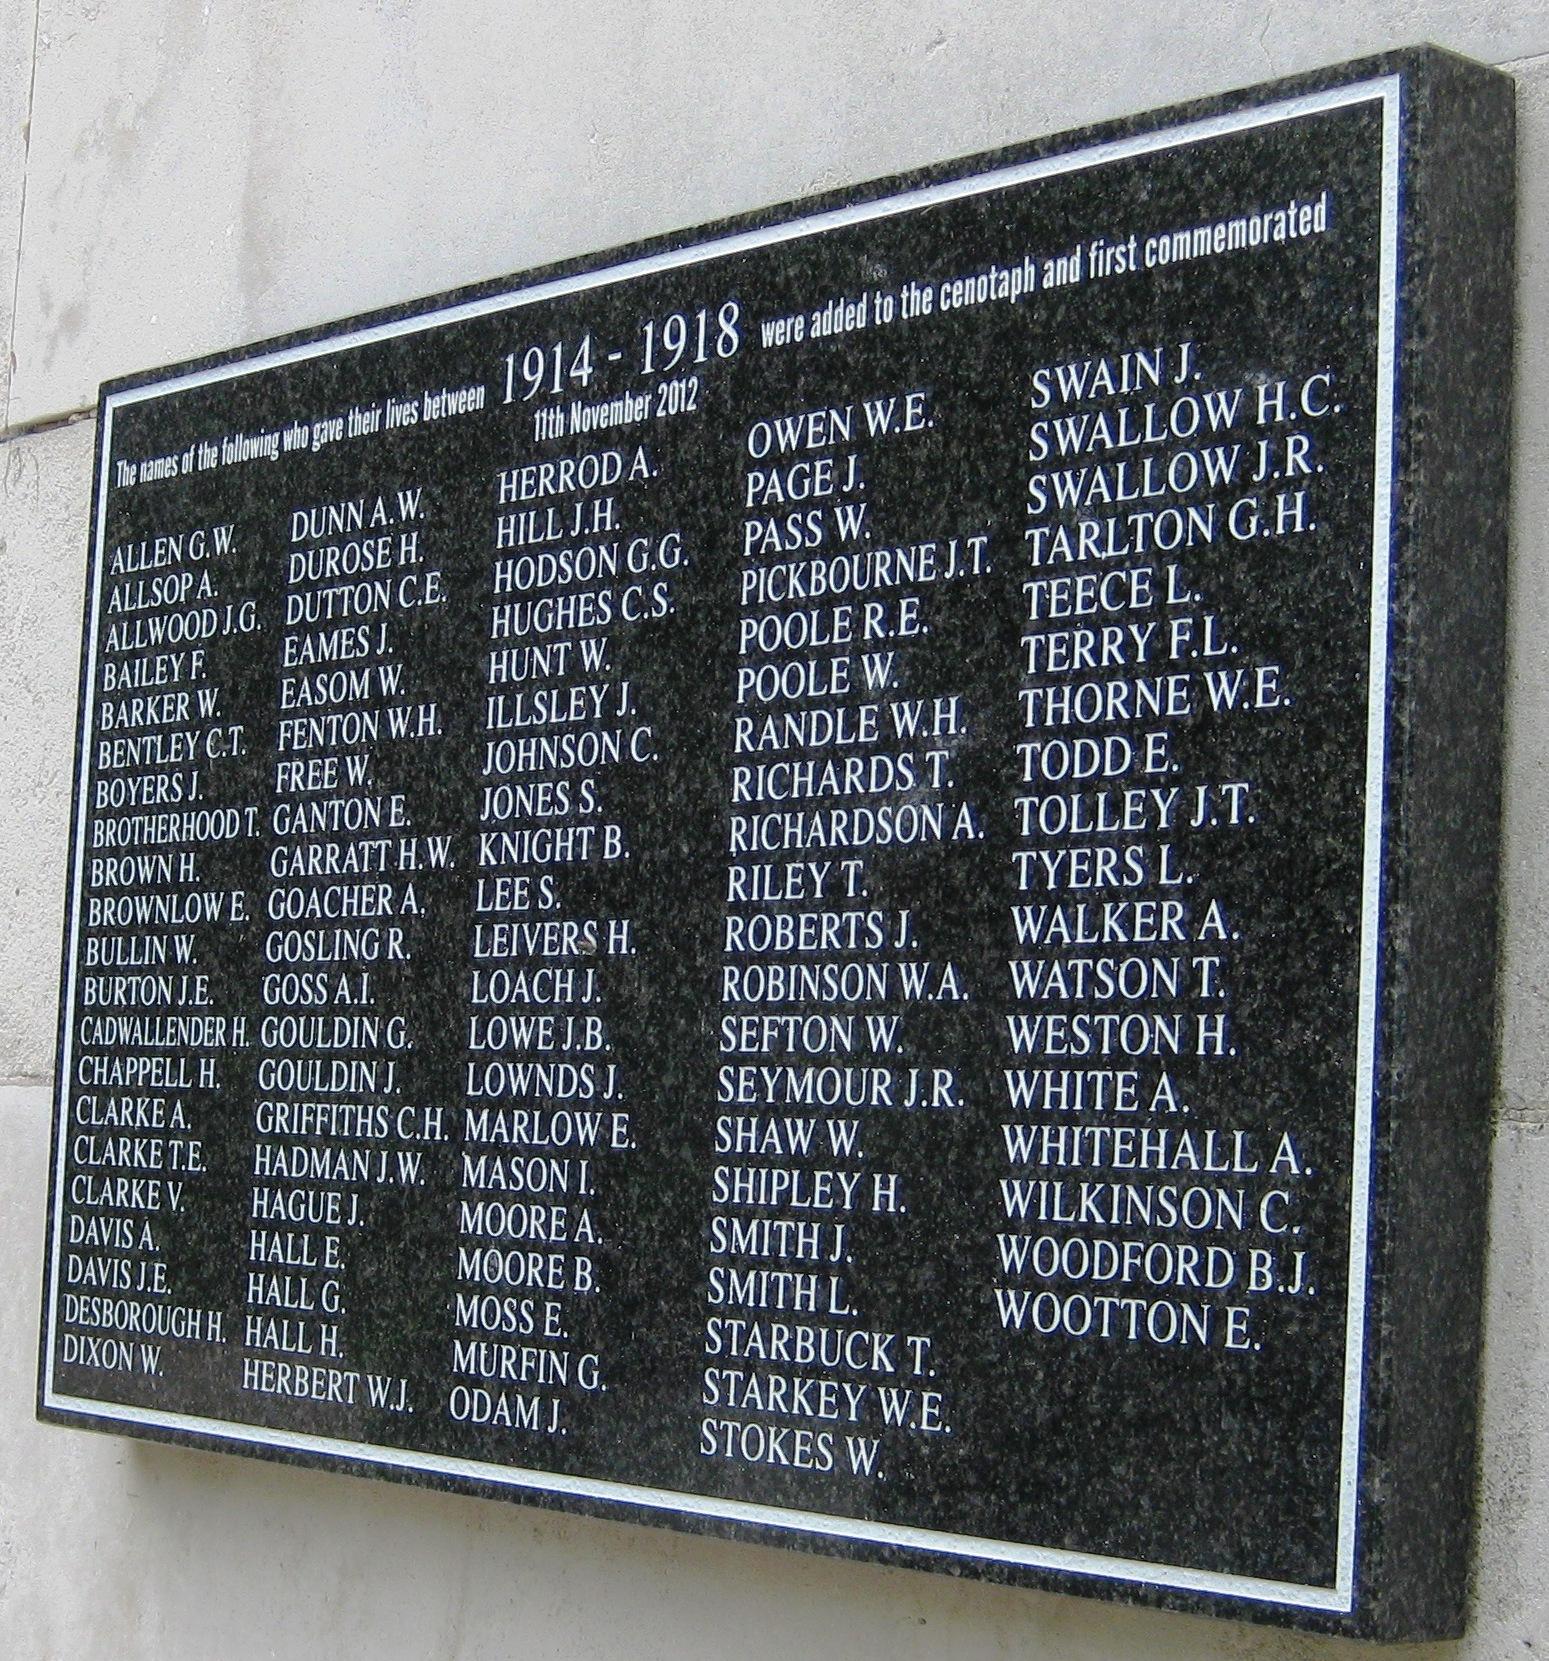 The names of the following who gave their lives between 1914 - 1918 were added to the cenotaph and first commemorated
11th November 2012
ALLEN G.W.
ALLSOP A.
ALLWOOD J.G.
BAILEY F.
BARKER W.
BENTLEY C.T.
BOYERS J.
BROTHERHOOD T.
BROWN H.
BROWNLOW E.
BULLIN W.
BURTON J.E.
CADWALLENDER H.
CHAPPELL H.
CLARKE A.
CLARKE T.E.
CLARKE V.
DAVIS A.
DAVIS J.E.
DESBOROUGH H.
DIXON W.
DUNN A.W.
DUROSE H.
DUTTON C.E.
EAMES J.
EASOM W.
FENTON W.H.
FREE W.
GANTON E.
GARRATT H.W.
GOACHER A.
GOSLING R.
GOSS A.I.
GOULDIN G.
GOULDIN J.
GRIFFITHS C.H.
HADMAN J.W.
HAGUE J.
HALL E.
HALL G.
HALL H.
HERBERT W.J.
HERROD A.
HILL J.H.
HODSON G.G.
HUGHES C.S.
HUNT W.
ILLSLEY J.
JOHNSON C.
JONES S.
KNIGHT B.
LEE S.
LEIVERS H.
LOACH J.
LOWE J.B.
LOWNDS J.
MARLOW E.
MASON I.
MOORE A.
MOORE B.
MOSS E.
MURFIN G.
ODAM J.
OWEN W.E.
PAGE J.
PASS W.
PICKBOURNE J.T.
POOLE R.E.
POOLE W.
RANDLE W.H.
RICHARDS T.
RICHARDSON A.
RILEY T.
ROBERTS J.
ROBINSON W.A.
SEFTON W.
SEYMOUR J.R.
SHAW W.
SHIPLEY H.
SMITH J.
SMITH L.
STARBUCK T.
STARKEY W.E.
STOKES W.
SWAIN J.
SWALLOW H.C.
SWALLOW J.R.
TARLTON G.H.
TEECE L.
TERRY F.L.
THORNE W.E.
TODD E.
TOLLEY J.T.
TYERS L.
WALKER A.
WATSON T.
WESTON H.
WHITE A.
WHITEHALL A.
WILKINSON C.
WOODFORD B.J.
WOOTTON E.